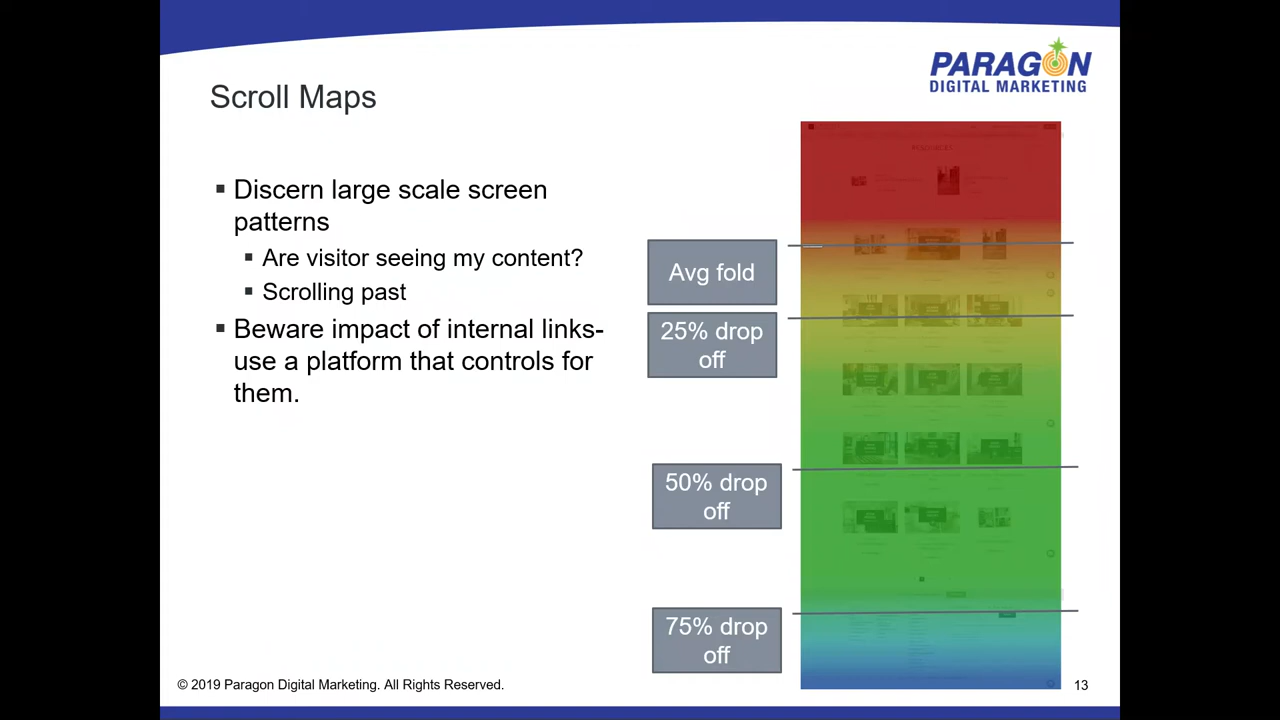 PARAGON
DIGITAL MARKETING
Scroll Maps
▪ Discern large scale screen
patterns
▪ Are visitor seeing my content?
▪ Scrolling past
▪ Beware impact of internal links-
use a platform that controls for
them.
Avg fold
25% drop
off
50% drop
off
75% drop
off
© 2019 Paragon Digital Marketing. All Rights Reserved.
13